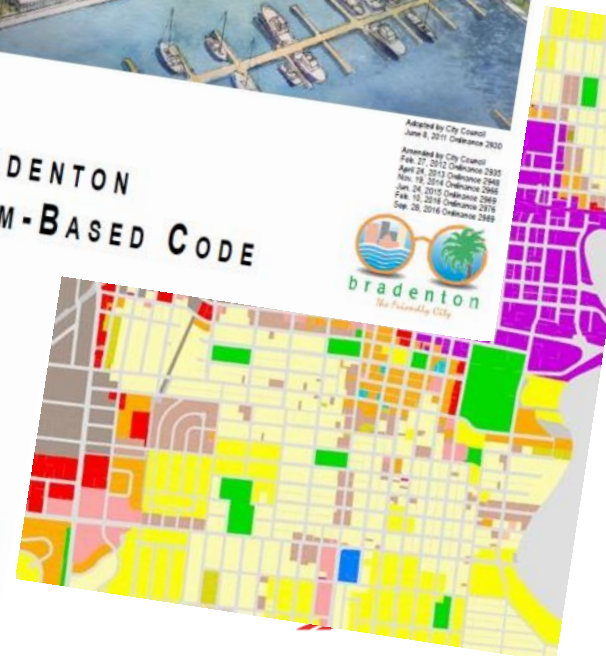 Adopted by City Council
June 8, 2011 Ordinance 2930
Amended by City Council
Feb. 27, 2012 Ordinance 2935
April 24, 2013 Ordinance 2948
Nov. 19, 2014 Ordinance 2966
Jun. 24, 2015 Ordinance 2969
Feb. 10, 2016 Ordinance 2976
Sep. 28, 2016 Ordinance 2989
DENTON
M-BASED CODE
bradenton
The Friendly City